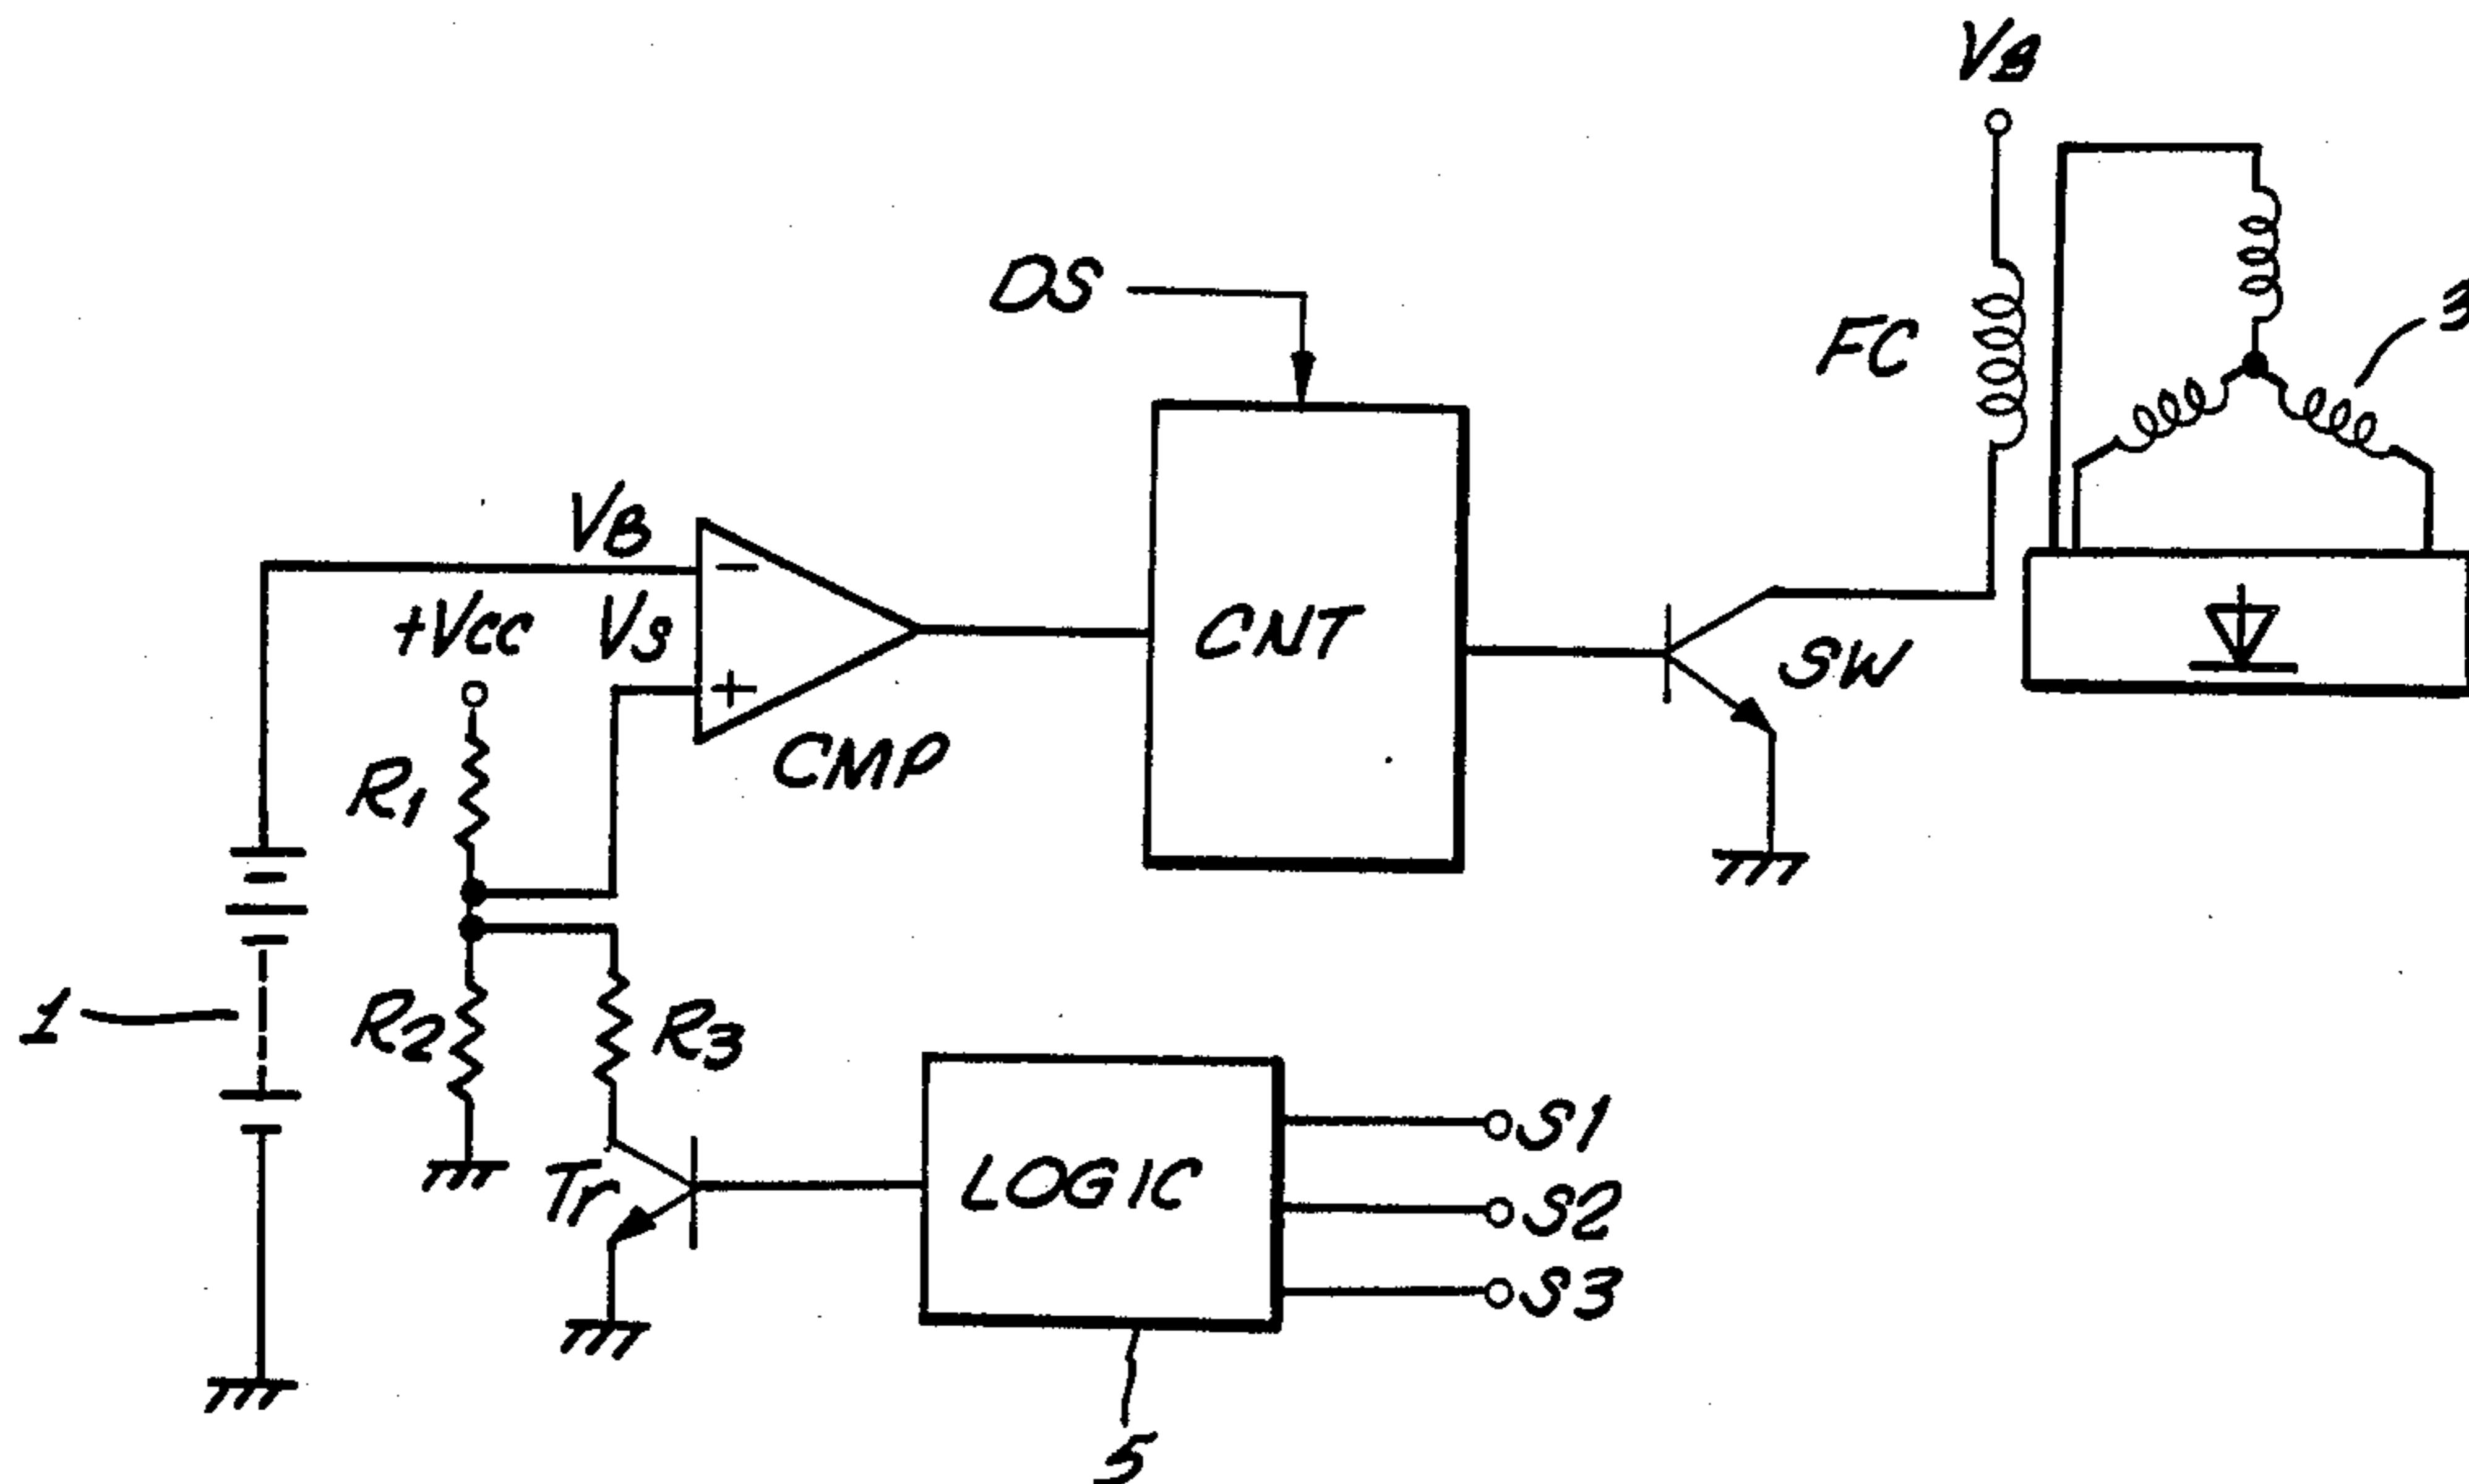 VB
DS
FC
3
VB
+Vcc
VS
-
+
CNT
SW
CMP
R1
1
R2
R3
Tr
LOGIC
S1
S2
S3
5